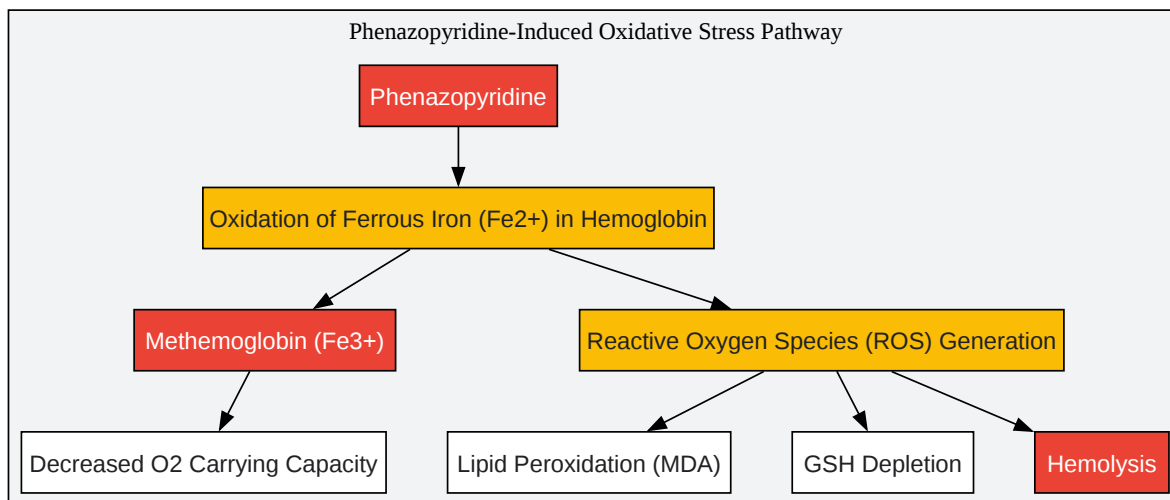 Phenazopyridine-Induced Oxidative Stress Pathway
Phenazopyridine
Oxidation of Ferrous Iron (Fe2+) in Hemoglobin
Methemoglobin (Fe3+)
Reactive Oxygen Species (ROS) Generation
Decreased O2 Carrying Capacity
Lipid Peroxidation (MDA)
GSH Depletion
Hemolysis